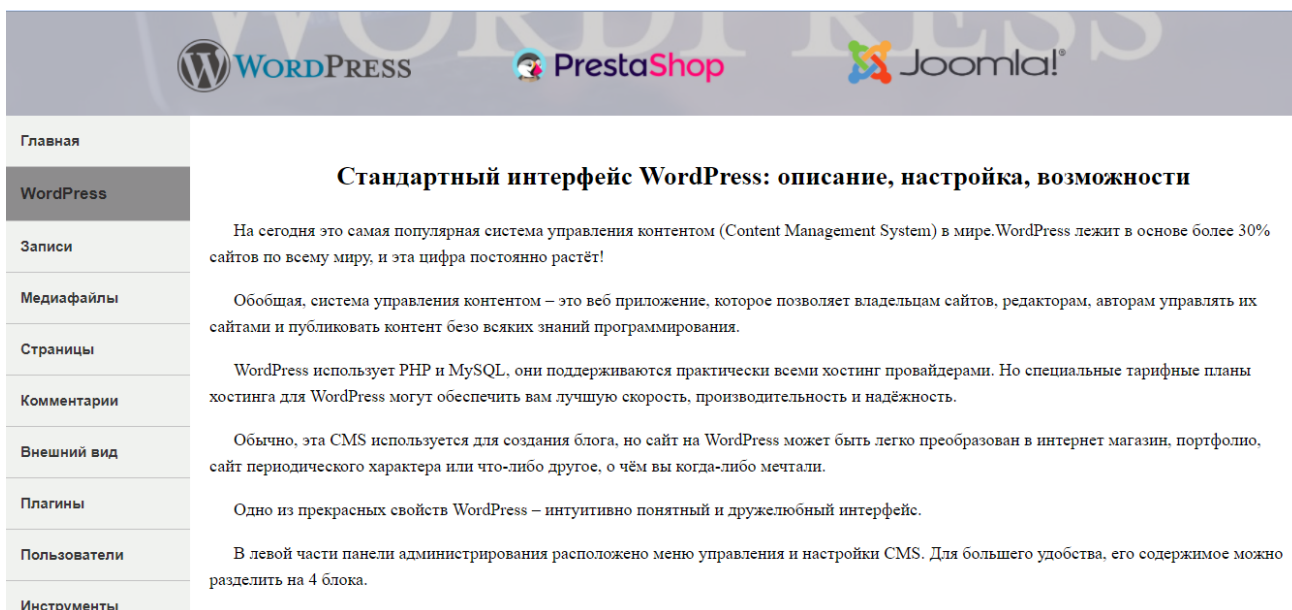 WORDPRESS
WORDPRESS
PrestaShop
Joomla!®
Главная
WordPress
Записи
Медиафайлы
Страницы
Комментарии
Внешний вид
Плагины
Пользователи
Инструменты
Стандартный интерфейс WordPress: описание, настройка, возможности
На сегодня это самая популярная система управления контентом (Content Management System) в мире.WordPress лежит в основе более 30%
сайтов по всему миру, и эта цифра постоянно растёт!
Обобщая, система управления контентом – это веб приложение, которое позволяет владельцам сайтов, редакторам, авторам управлять их
сайтами и публиковать контент безо всяких знаний программирования.
WordPress использует PHP и MySQL, они поддерживаются практически всеми хостинг провайдерами. Но специальные тарифные планы
хостинга для WordPress могут обеспечить вам лучшую скорость, производительность и надёжность.
Обычно, эта CMS используется для создания блога, но сайт на WordPress может быть легко преобразован в интернет магазин, портфолио,
сайт периодического характера или что-либо другое, о чём вы когда-либо мечтали.
Одно из прекрасных свойств WordPress – интуитивно понятный и дружелюбный интерфейс.
В левой части панели администрирования расположено меню управления и настройки CMS. Для большего удобства, его содержимое можно
разделить на 4 блока.